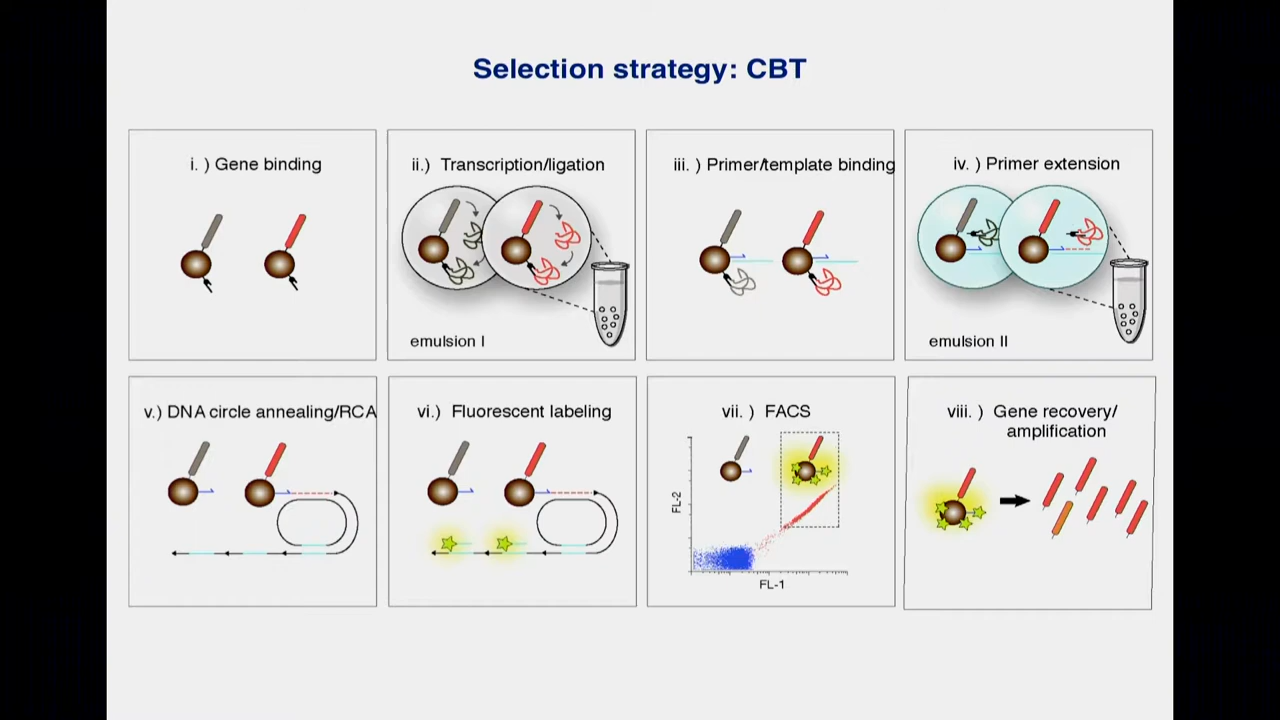 Selection strategy: CBT
i. ) Gene binding
ii.) Transcription/ligation
emulsion I
iii. ) Primer/template binding
iv. ) Primer extension
emulsion II
v.) DNA circle annealing/RCA
vi.) Fluorescent labeling
vii. ) FACS
FL-2
FL-1
viii. ) Gene recovery/
amplification